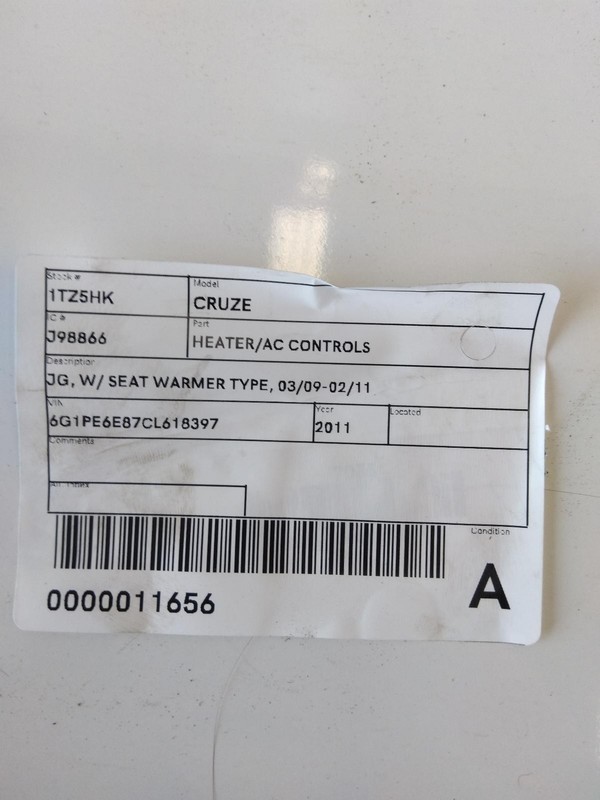 Stock #
1TZ5HK
Model
CRUZE
IC #
J98866
Part
HEATER/AC CONTROLS
Description
JG, W/ SEAT WARMER TYPE, 03/09-02/11
VIN
6G1PE6E87CL618397
Year
2011
Located
Comments
Condition
A
0000011656